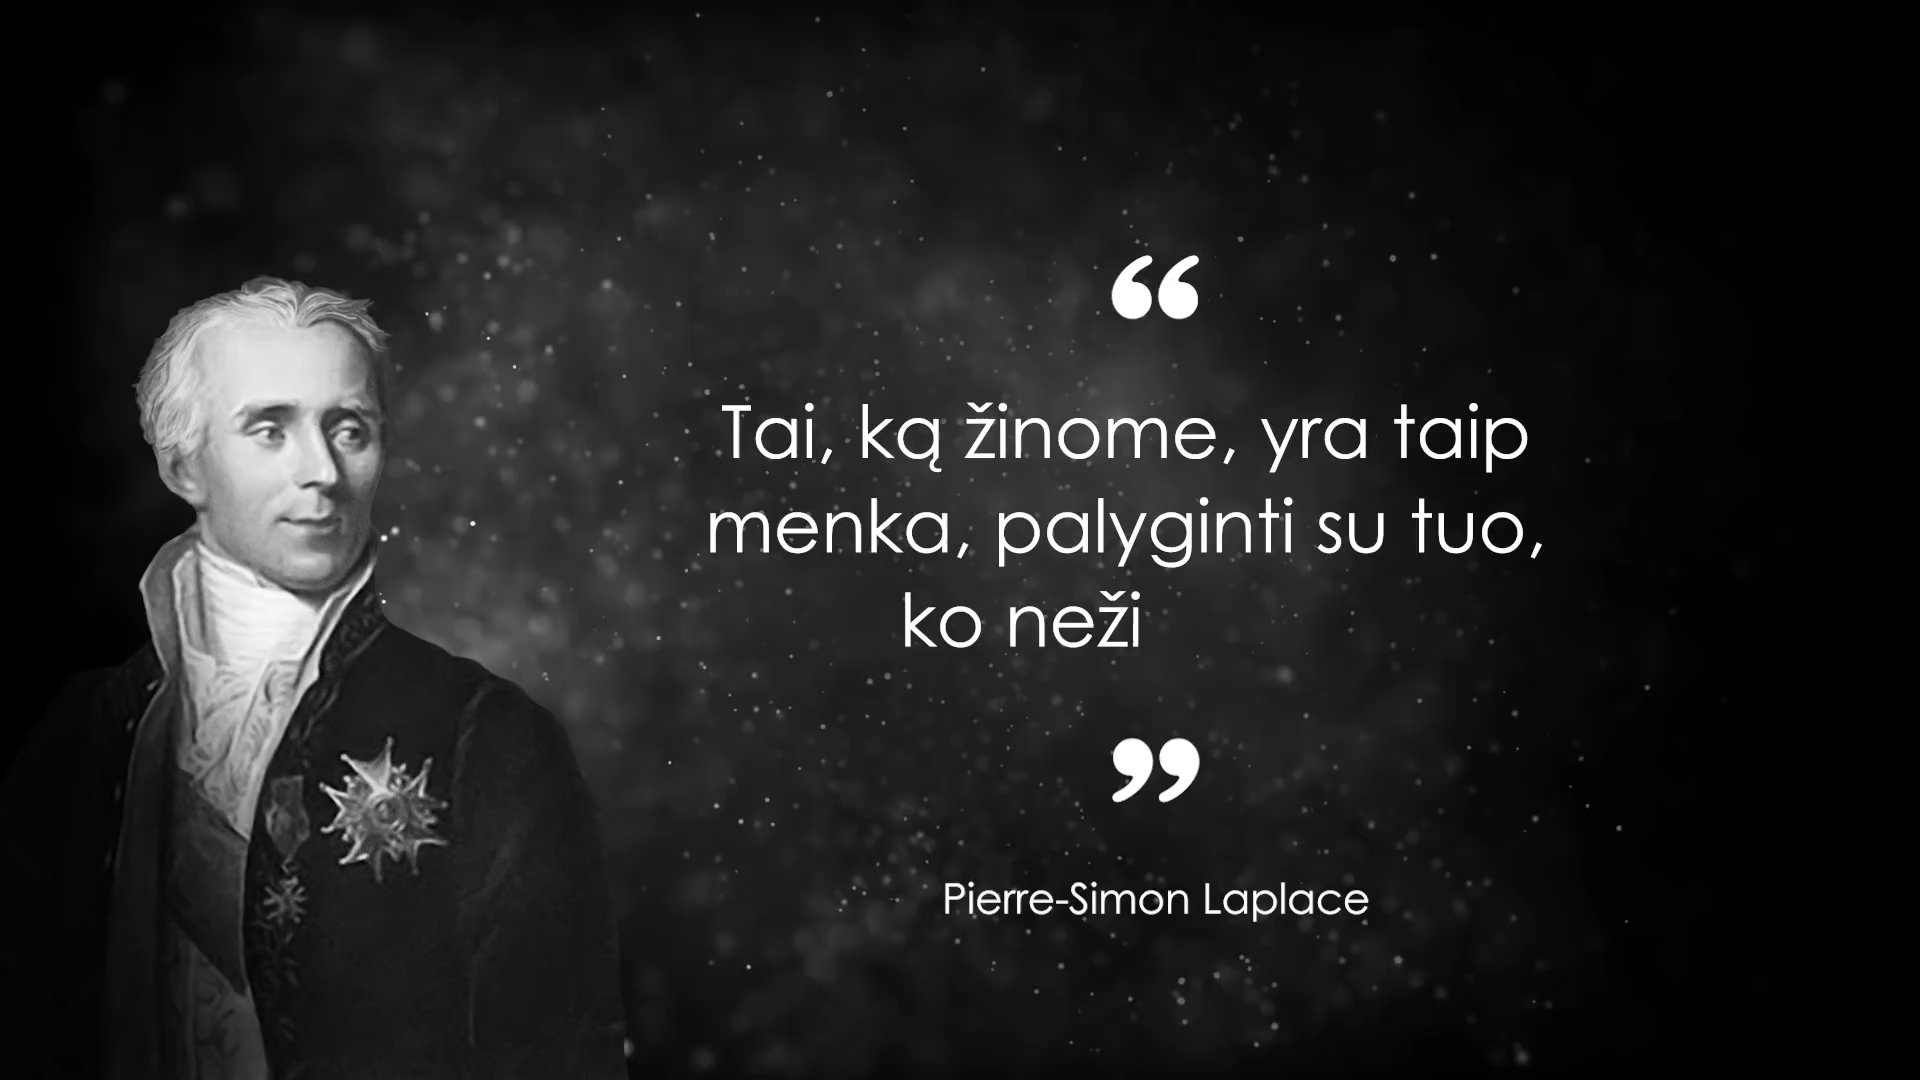 “
Tai, ką žinome, yra taip
menka, palyginti su tuo,
ko neži
”
Pierre-Simon Laplace